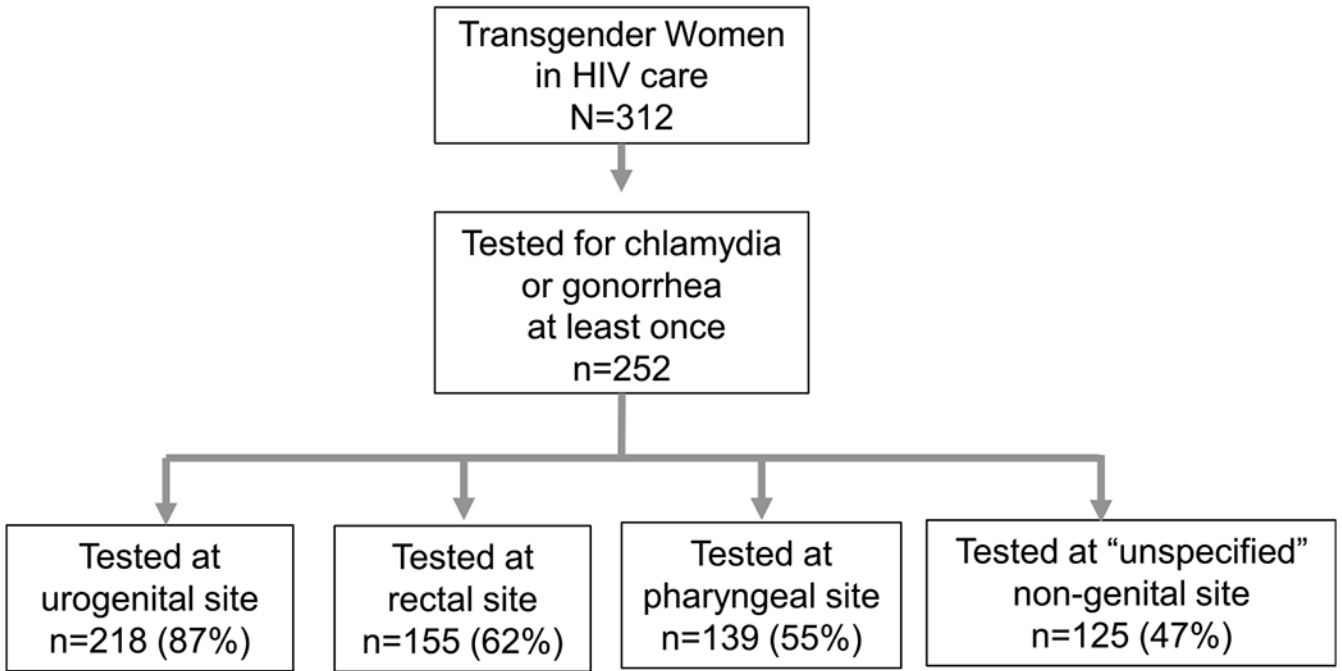 Transgender Women
in HIV care
N=312
Tested for chlamydia
or gonorrhea
at least once
n=252
Tested at
urogenital site
n=218 (87%)
Tested at
rectal site
n=155 (62%)
Tested at
pharyngeal site
n=139 (55%)
Tested at “unspecified”
non-genital site
n=125 (47%)